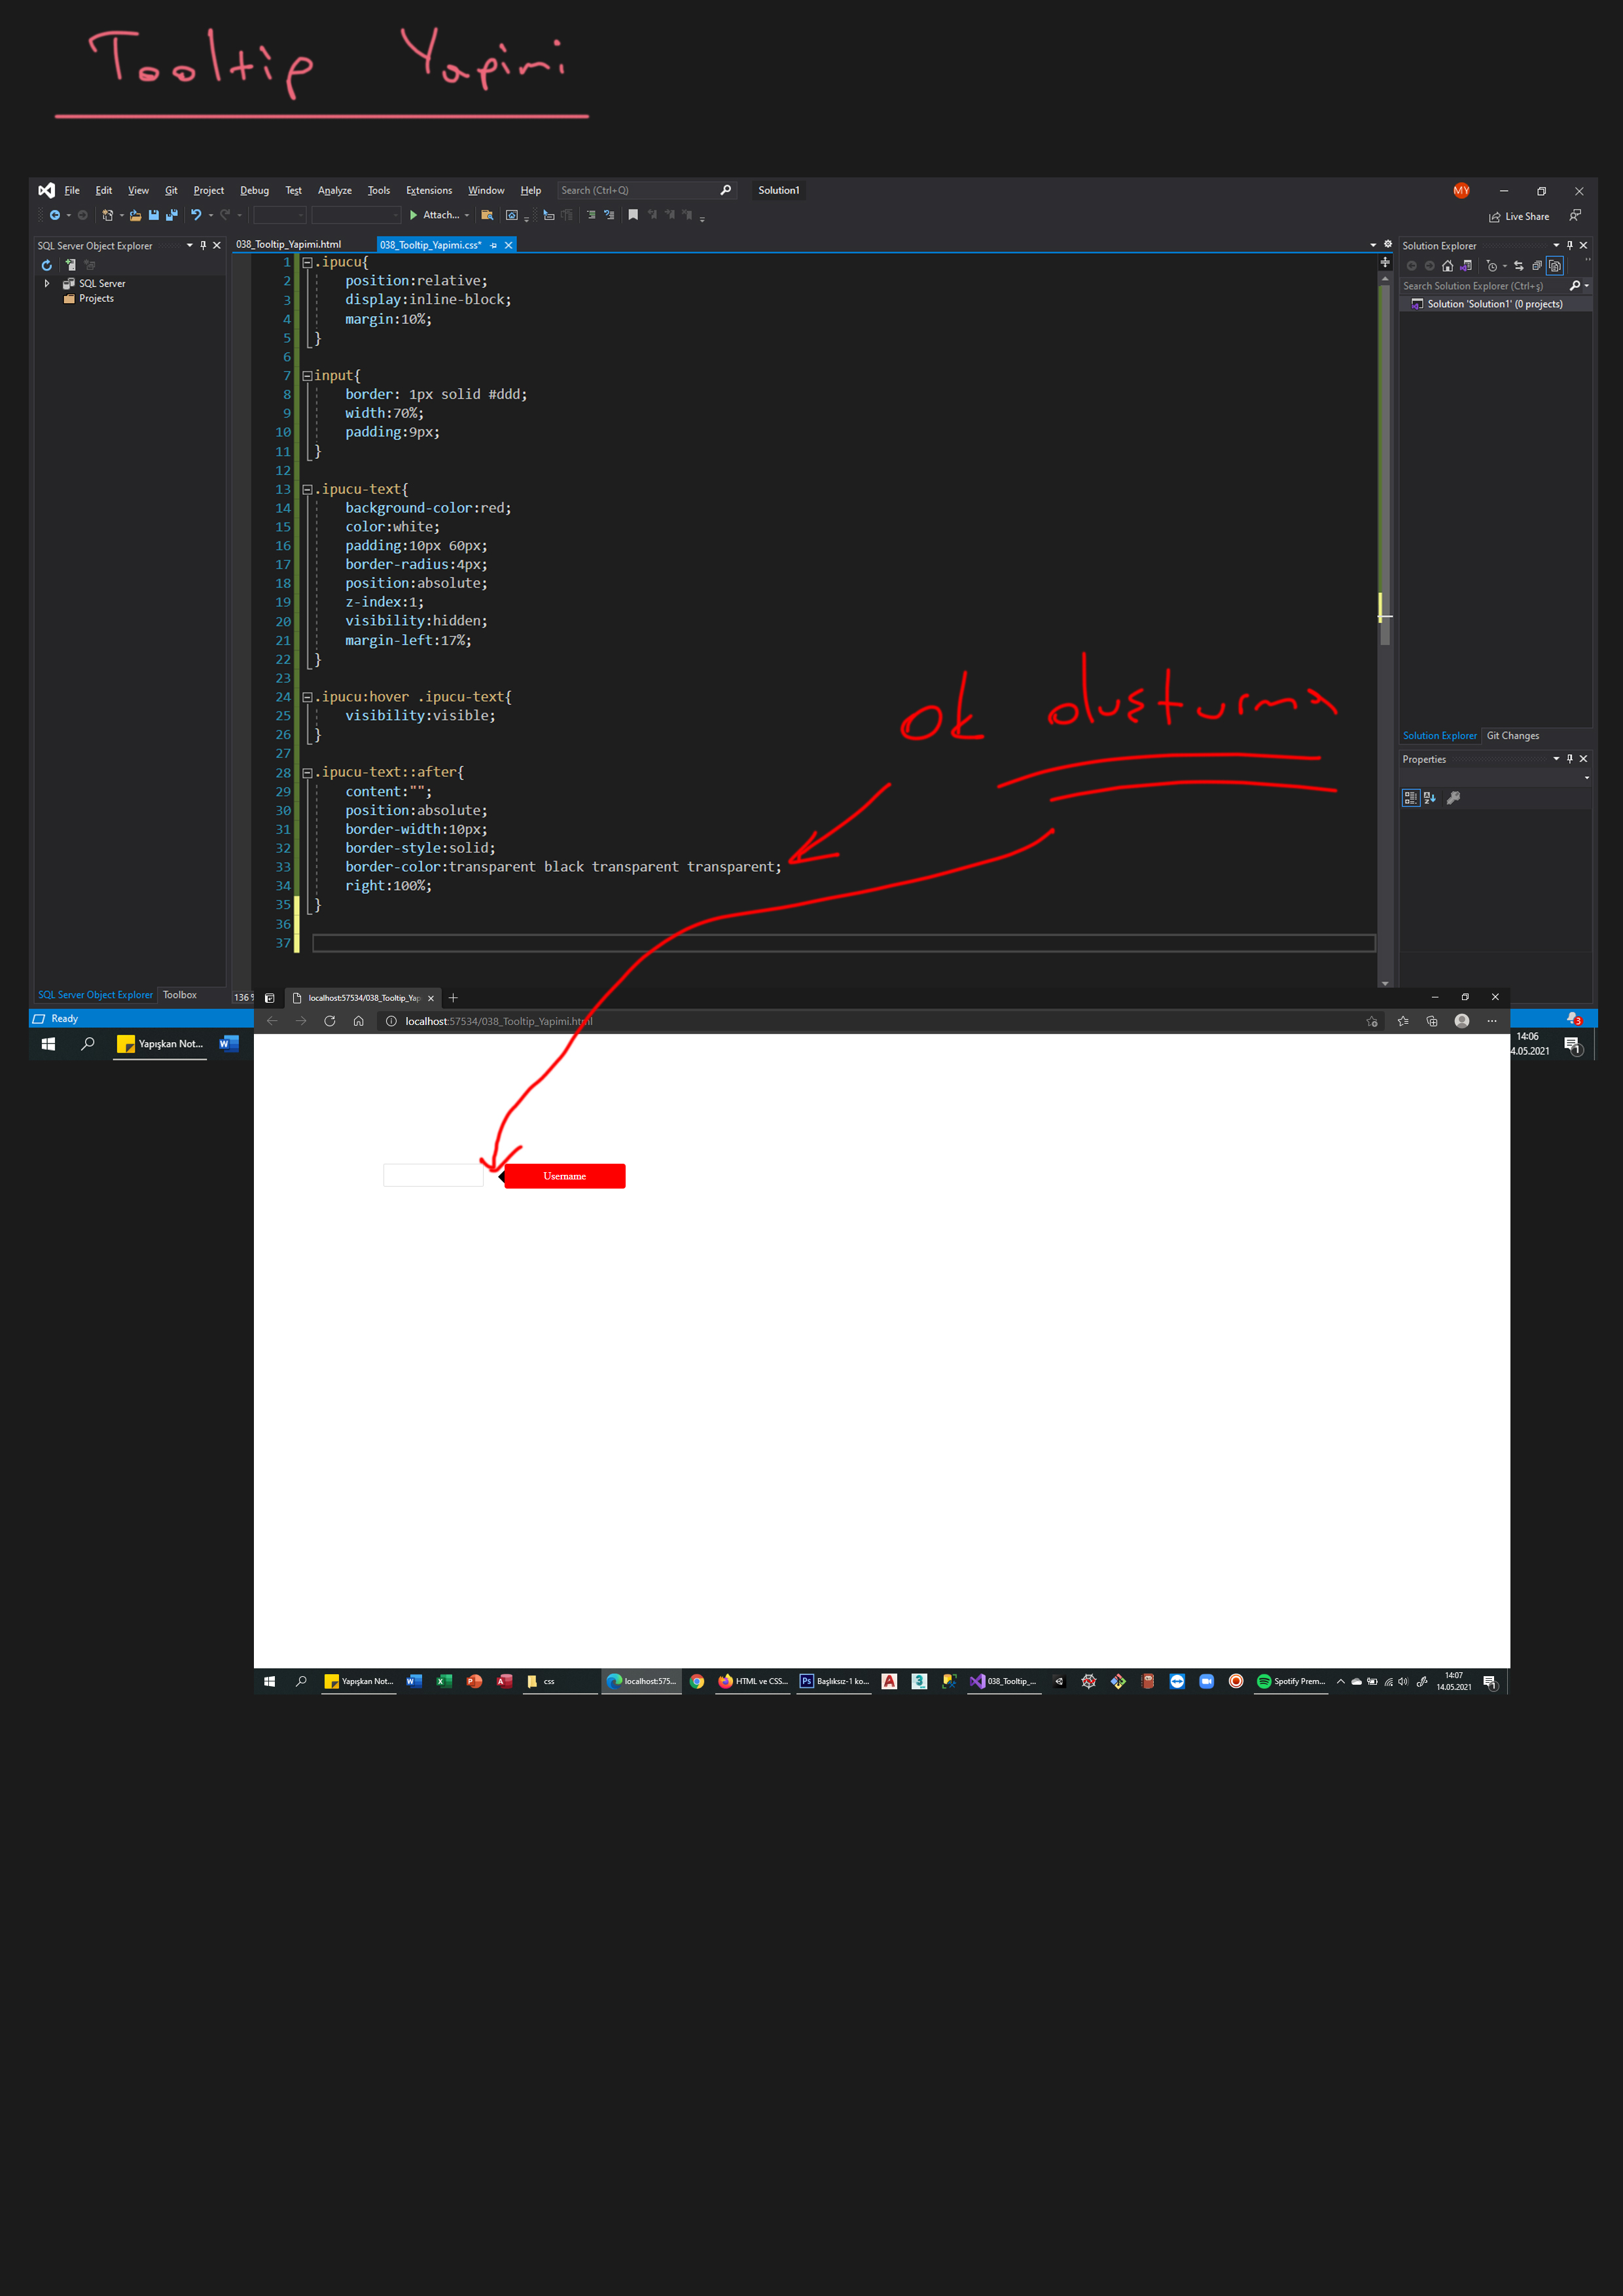 Tooltip Yapimi
File Edit View Git Project Debug Test Analyze Tools Extensions Window Help Search (Ctrl+Q) Solution1 MY
Attach... Live Share
SQL Server Object Explorer
SQL Server
Projects
038_Tooltip_Yapimi.html 038_Tooltip_Yapimi.css*
Solution Explorer
Search Solution Explorer (Ctrl+ş)
Solution 'Solution1' (0 projects)
1 .ipucu{
2 position:relative;
3 display:inline-block;
4 margin:10%;
5 }
6
7 input{
8 border: 1px solid #ddd;
9 width:70%;
10 padding:9px;
11 }
12
13 .ipucu-text{
14 background-color:red;
15 color:white;
16 padding:10px 60px;
17 border-radius:4px;
18 position:absolute;
19 z-index:1;
20 visibility:hidden;
21 margin-left:17%;
22 }
23
24 .ipucu:hover .ipucu-text{
25 visibility:visible;
26 }
27
28 .ipucu-text::after{
29 content:"";
30 position:absolute;
31 border-width:10px;
32 border-style:solid;
33 border-color:transparent black transparent transparent;
34 right:100%;
35 }
36
37
ok oluşturma
Solution Explorer Git Changes
Properties
SQL Server Object Explorer Toolbox
136 %
Ready
3
Yapışkan Not...
14:06
4.05.2021
1
localhost:57534/038_Tooltip_Yap
localhost:57534/038_Tooltip_Yapimi.html
Username
Yapışkan Not... css localhost:575... HTML ve CSS... Başlıksız-1 ko... 038_Tooltip_... Spotify Prem...
14:07
14.05.2021
1